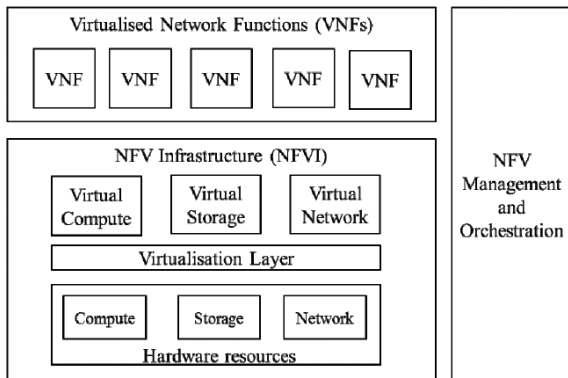 Virtualised Network Functions (VNFs)
VNF VNF VNF VNF VNF
NFV Infrastructure (NFVI)
Virtual Compute
Virtual Storage
Virtual Network
Virtualisation Layer
Compute Storage Network
Hardware resources
NFV
Management
and
Orchestration